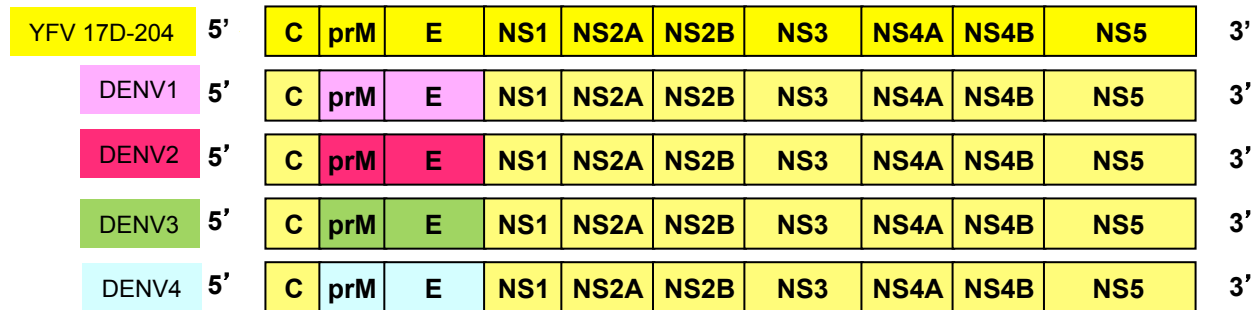 YFV 17D-204 5’ C prM E NS1 NS2A NS2B NS3 NS4A NS4B NS5 3’
DENV1 5’ C prM E NS1 NS2A NS2B NS3 NS4A NS4B NS5 3’
DENV2 5’ C prM E NS1 NS2A NS2B NS3 NS4A NS4B NS5 3’
DENV3 5’ C prM E NS1 NS2A NS2B NS3 NS4A NS4B NS5 3’
DENV4 5’ C prM E NS1 NS2A NS2B NS3 NS4A NS4B NS5 3’